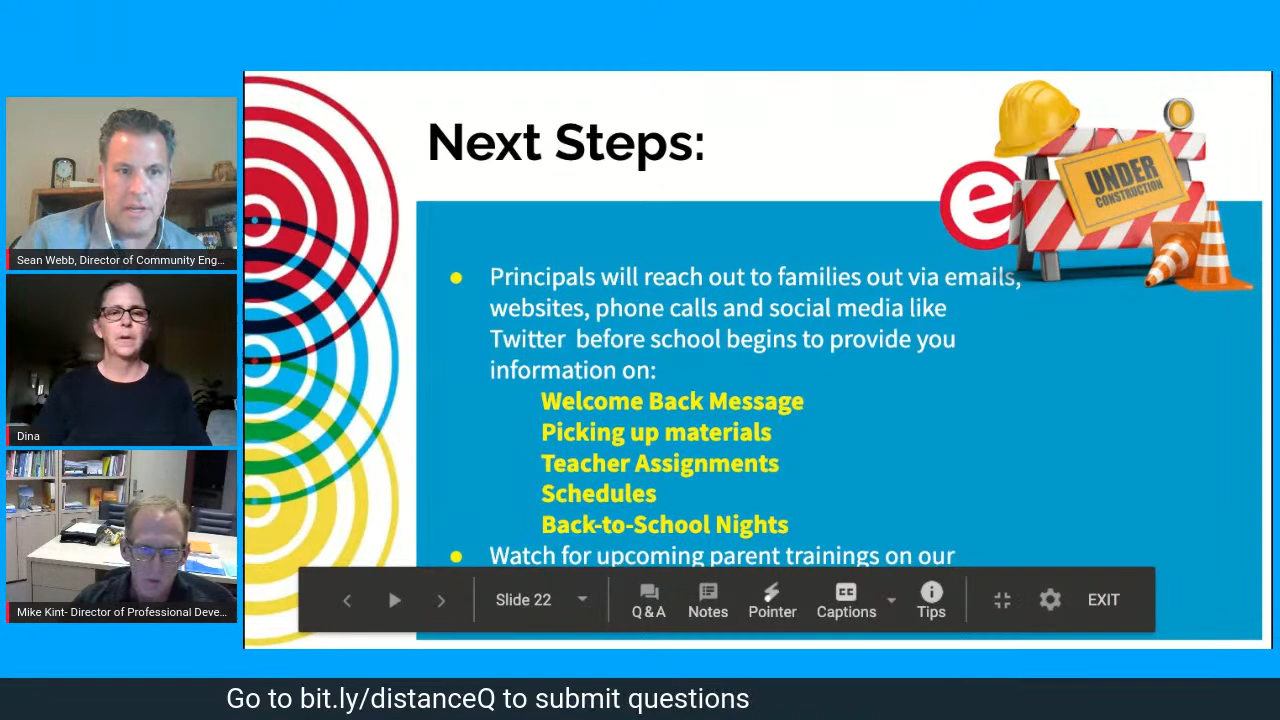 Next Steps:
e
UNDER
CONSTRUCTION
Principals will reach out to families out via emails,
websites, phone calls and social media like
Twitter before school begins to provide you
information on:
Welcome Back Message
Picking up materials
Teacher Assignments
Schedules
Back-to-School Nights
Watch for upcoming parent trainings on our
Slide 22
Q&A
Notes
Pointer
Captions
Tips
EXIT
Sean Webb, Director of Community Eng...
Dina
Mike Kint- Director of Professional Deve...
Go to bit.ly/distanceQ to submit questions